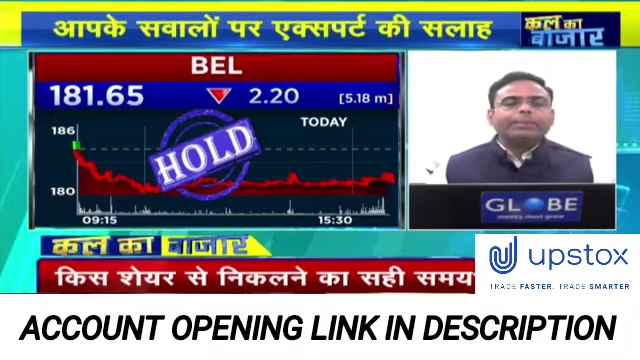 आपके सवालों पर एक्सपर्ट की सलाह
कल का
बाजार
BEL
181.65 2.20 [5.18 m]
TODAY
186
HOLD
180
09:15 15:30
GLOBE
money must grow
कल का बाजार
किस शेयर से निकलने का सही समय
upstox
TRADE FASTER. TRADE SMARTER
ACCOUNT OPENING LINK IN DESCRIPTION